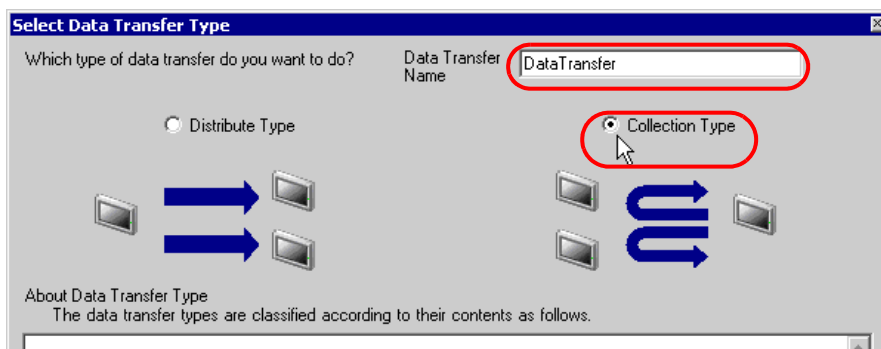 Select Data Transfer Type
Which type of data transfer do you want to do?
Data Transfer
Name
DataTransfer
Distribute Type
Collection Type
About Data Transfer Type
The data transfer types are classified according to their contents as follows.